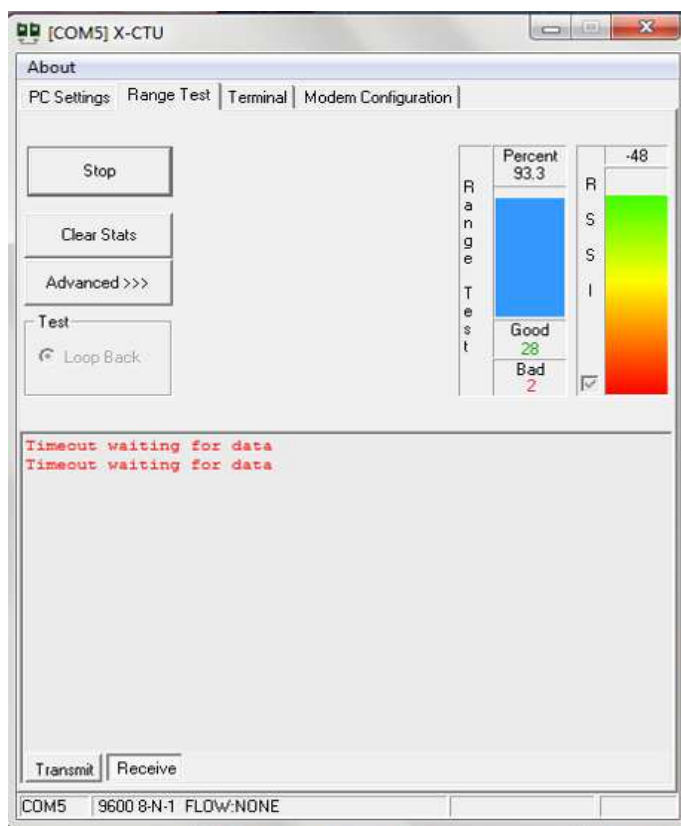 [COM5] X-CTU
About
PC Settings Range Test Terminal Modem Configuration
Stop
Clear Stats
Advanced >>>
Test
Loop Back
Range Test
Percent
93.3
Good
28
Bad
2
RSSI
-48
Timeout waiting for data
Timeout waiting for data
Transmit Receive
COM5 9600 8-N-1 FLOW:NONE